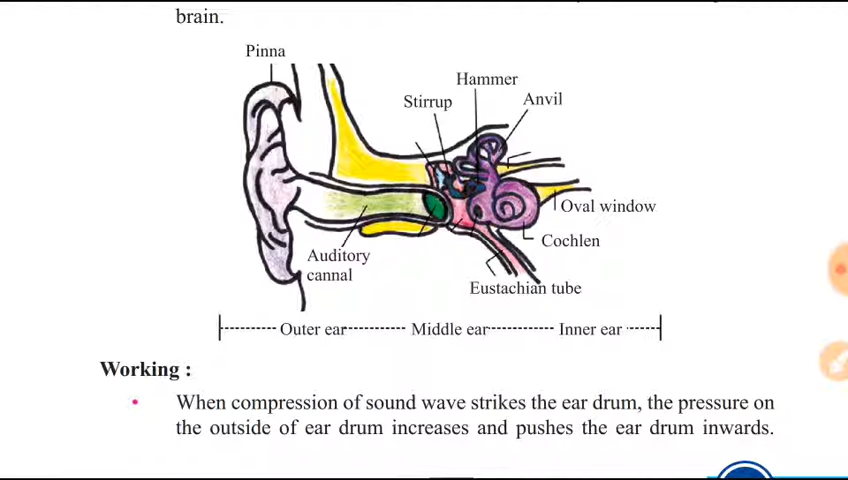 brain.
Pinna
Hammer
Stirrup
Anvil
Oval window
Cochlen
Auditory
cannal
Eustachian tube
Outer ear
Middle ear
Inner ear
Working :
• When compression of sound wave strikes the ear drum, the pressure on
the outside of ear drum increases and pushes the ear drum inwards.